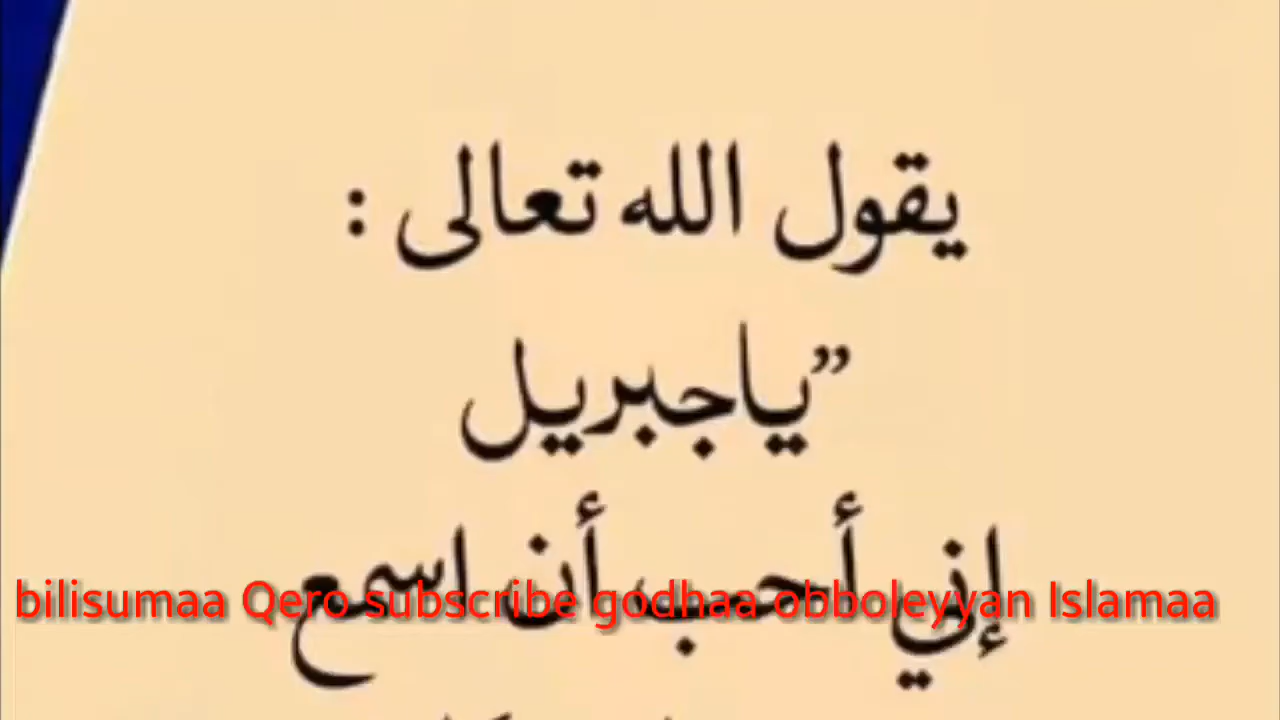 يقول الله تعالى :
”ياجبريل
إني أحب أن اسمع
bilisumaa Qero subscribe godhaa obboleyyan Islamaa